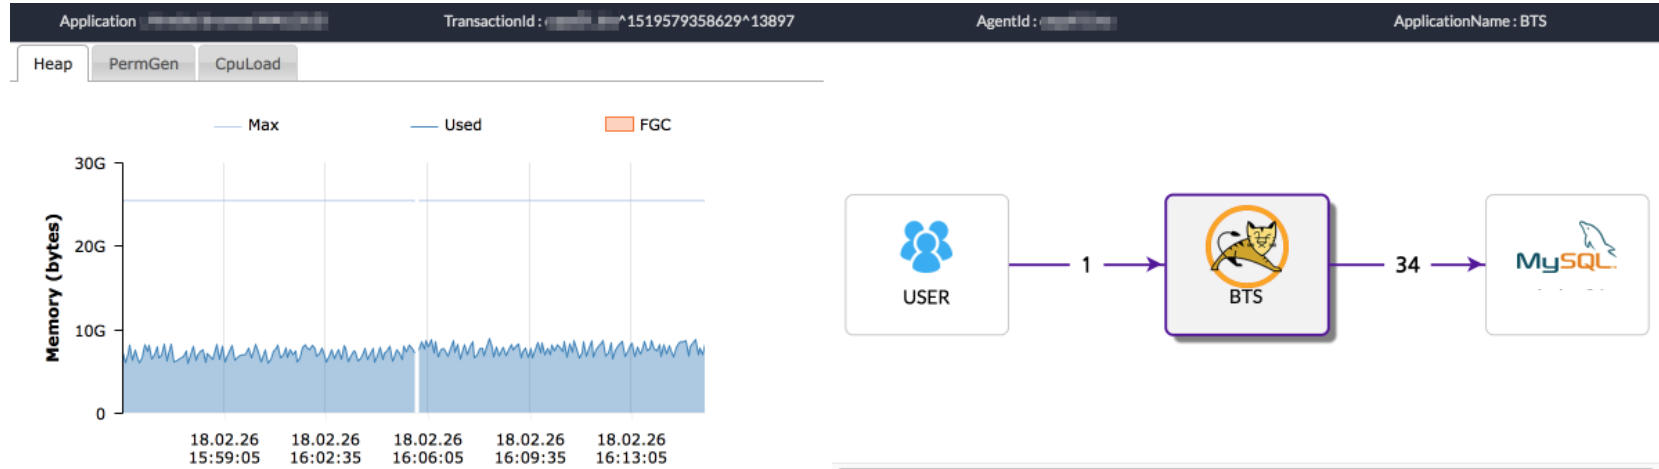 Application
TransactionId : ^1519579358629^13897
AgentId :
ApplicationName : BTS
Heap PermGen CpuLoad
Max Used FGC
30G
20G
10G
0
Memory (bytes)
18.02.26 18.02.26 18.02.26 18.02.26 18.02.26
15:59:05 16:02:35 16:06:05 16:09:35 16:13:05
USER
1
BTS
34
MySQL